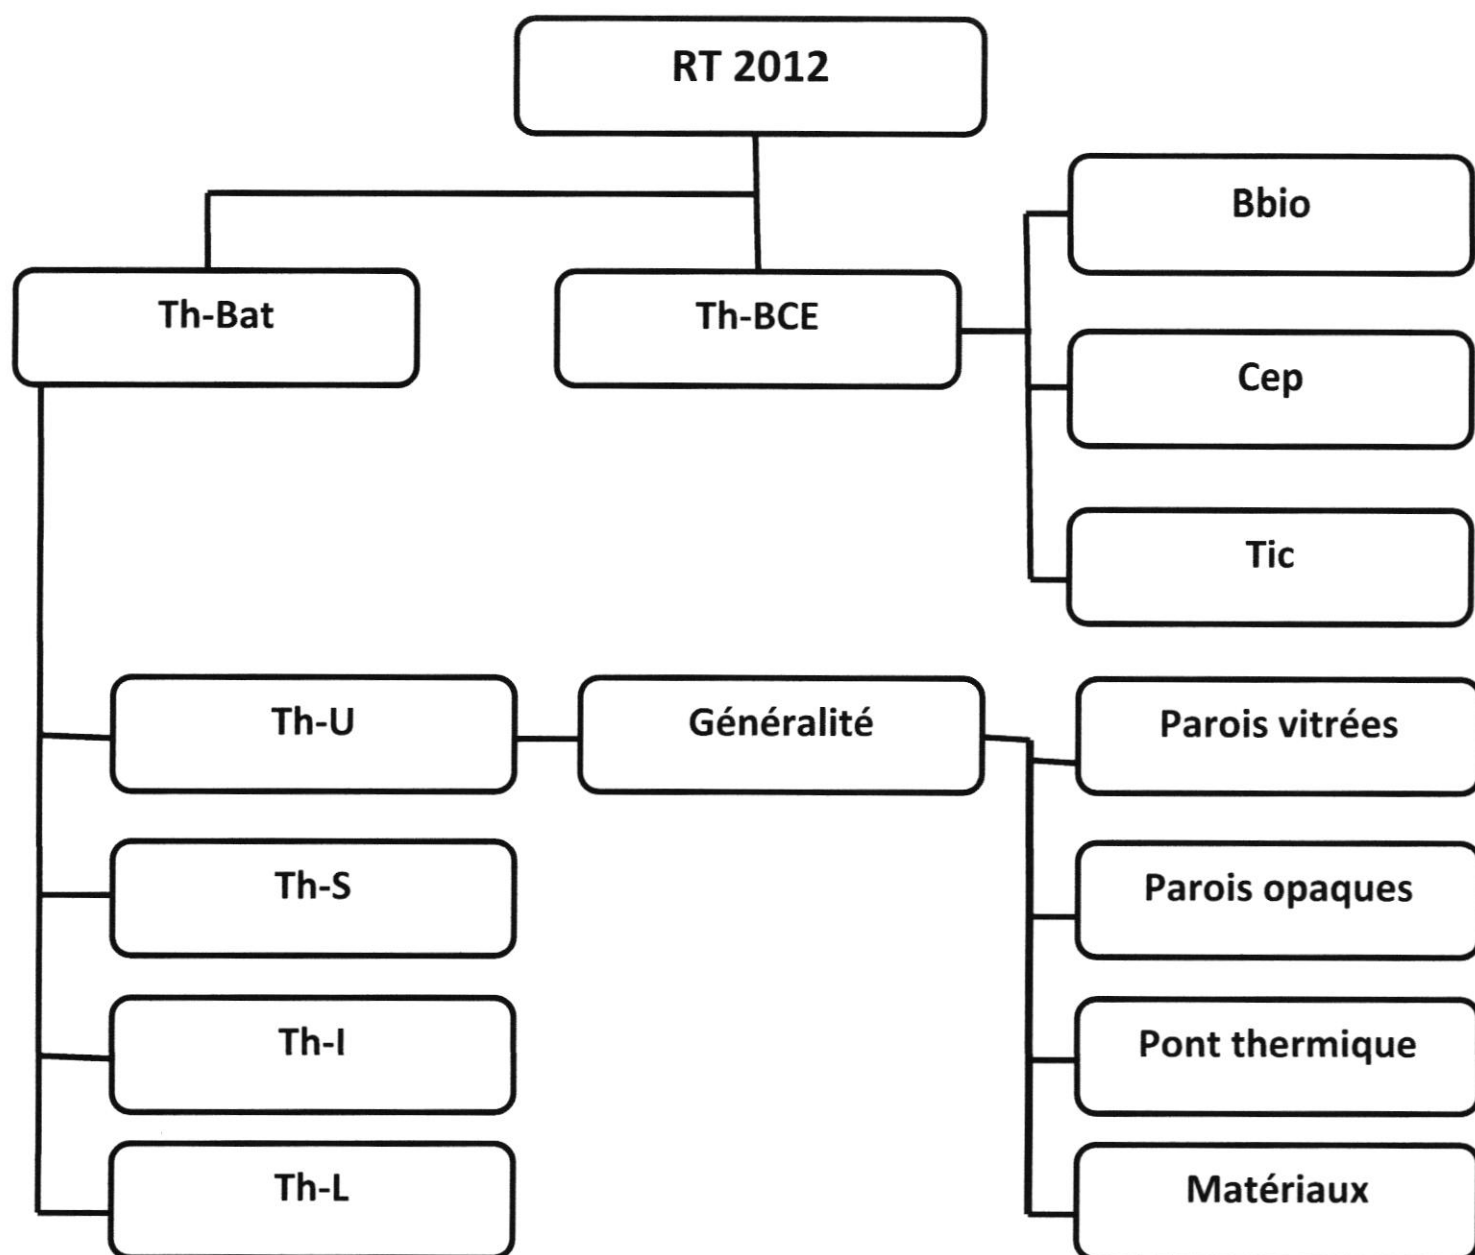 RT 2012
Bbio
Th-Bat
Th-BCE
Cep
Tic
Th-U
Généralité
Parois vitrées
Th-S
Parois opaques
Th-I
Pont thermique
Th-L
Matériaux